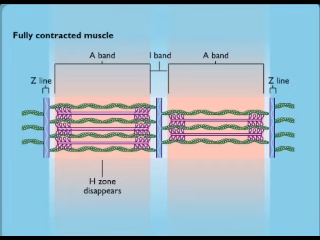 Fully contracted muscle
A band
I band
A band
Z line
Z line
H zone
disappears